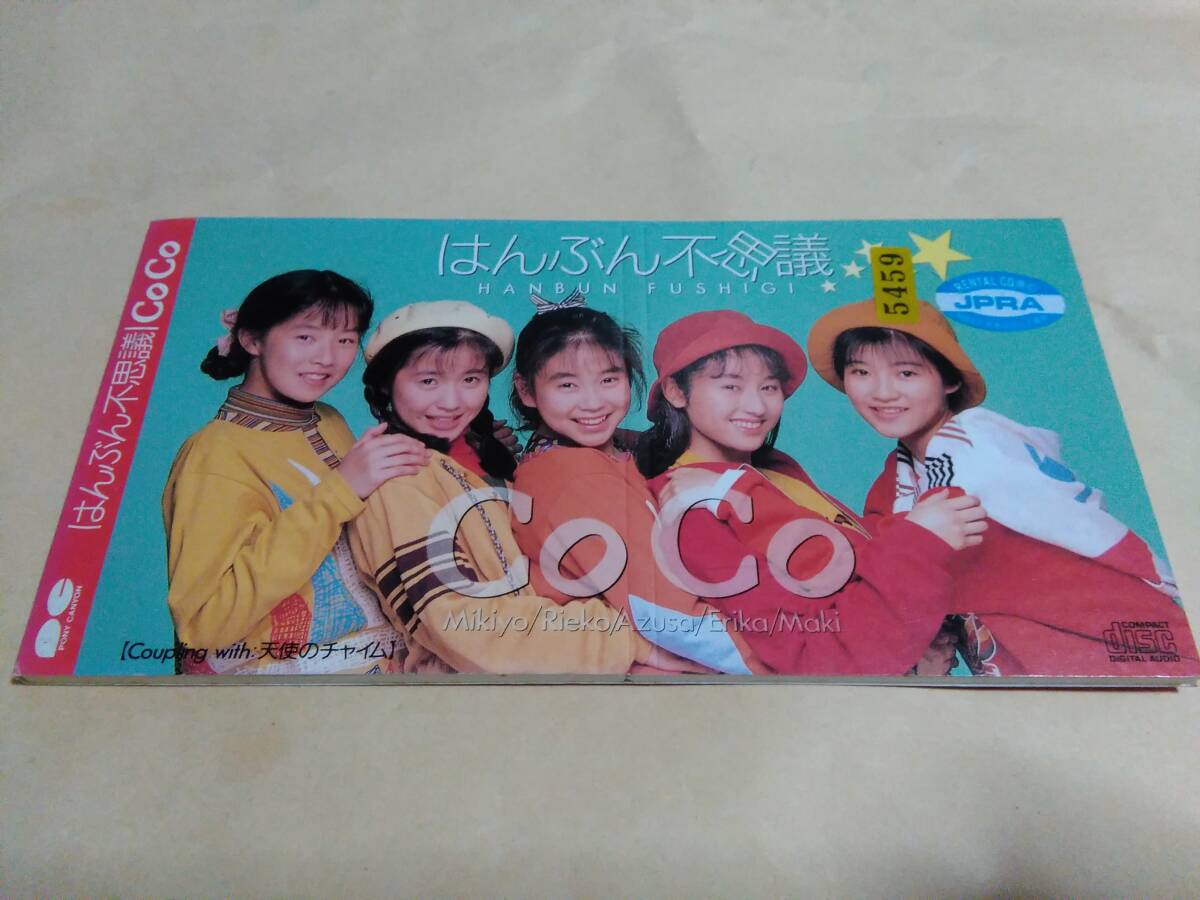 はんぶん不思議
HANBUN FUSHIGI
5459
RENTAL CD
JPRA
はんぶん不思議 CoCo
CoCo
Mikiyo/Rieko/Azusa/Erika/Maki
【Coupling with:天使のチャイム】
PONY CANYON
COMPACT
disc
DIGITAL AUDIO